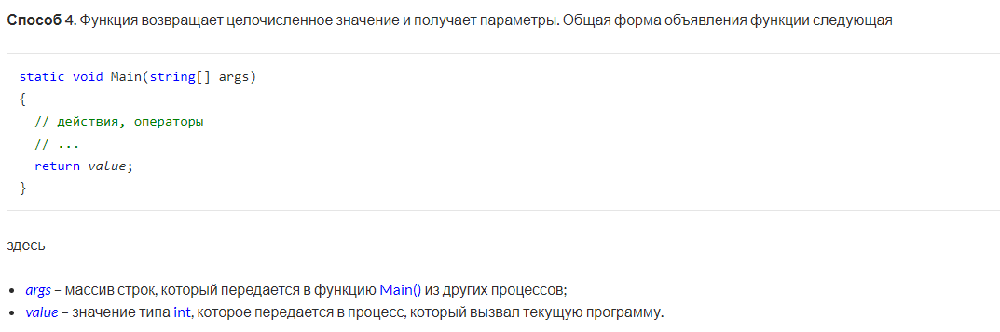 Способ 4. Функция возвращает целочисленное значение и получает параметры. Общая форма объявления функции следующая
static void Main(string[] args)
{
// действия, операторы
// ...
return value;
}
здесь
• args – массив строк, который передается в функцию Main() из других процессов;
• value – значение типа int, которое передается в процесс, который вызвал текущую программу.